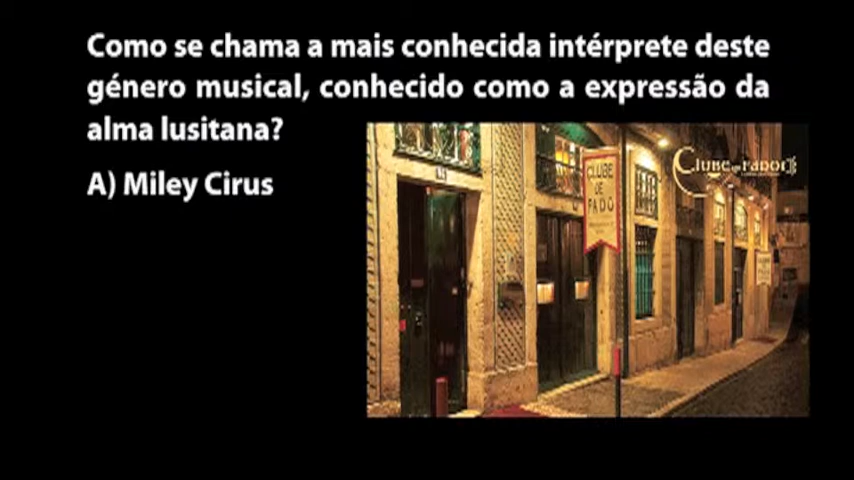 Como se chama a mais conhecida intérprete deste
género musical, conhecido como a expressão da
alma lusitana?
A) Miley Cirus
CLUBE
DE
FADO
CLUBE DE FADO